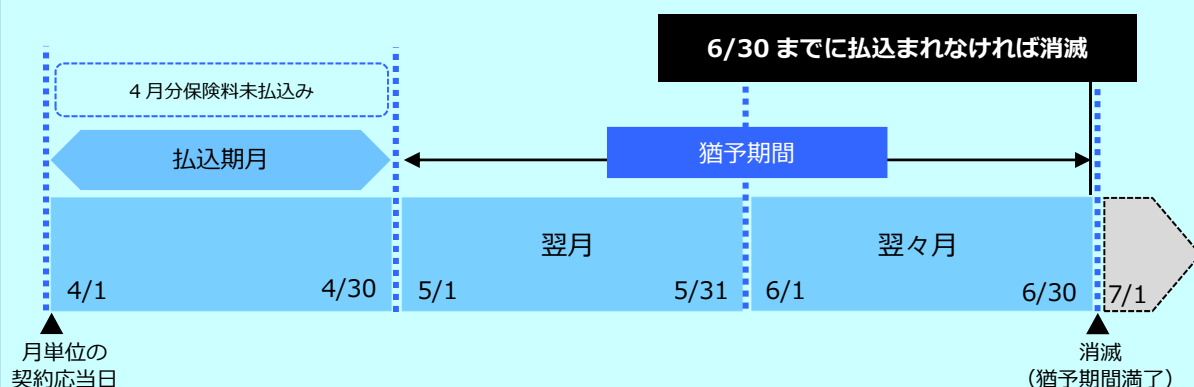 6/30 までに払込まれなければ消滅
4 月分保険料未払込み
払込期月
猶予期間
翌月
翌々月
4/1
4/30
5/1
5/31
6/1
6/30
7/1
月単位の
契約応当日
消滅
（猶予期間満了）